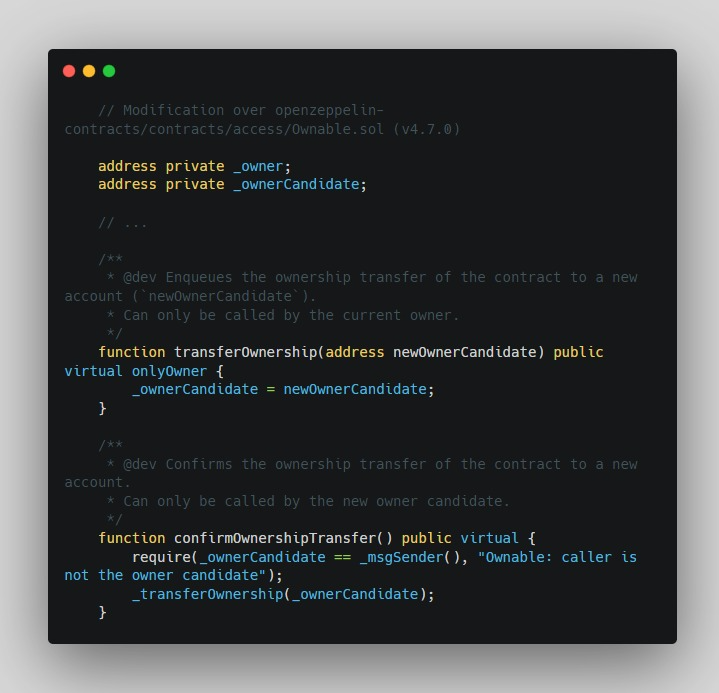 // Modification over openzeppelin-
contracts/contracts/access/Ownable.sol (v4.7.0)
address private _owner;
address private _ownerCandidate;
// ...
/**
* @dev Enqueues the ownership transfer of the contract to a new
account (`newOwnerCandidate`).
* Can only be called by the current owner.
*/
function transferOwnership(address newOwnerCandidate) public
virtual onlyOwner {
_ownerCandidate = newOwnerCandidate;
}
/**
* @dev Confirms the ownership transfer of the contract to a new
account.
* Can only be called by the new owner candidate.
*/
function confirmOwnershipTransfer() public virtual {
require(_ownerCandidate == _msgSender(), "Ownable: caller is
not the owner candidate");
_transferOwnership(_ownerCandidate);
}